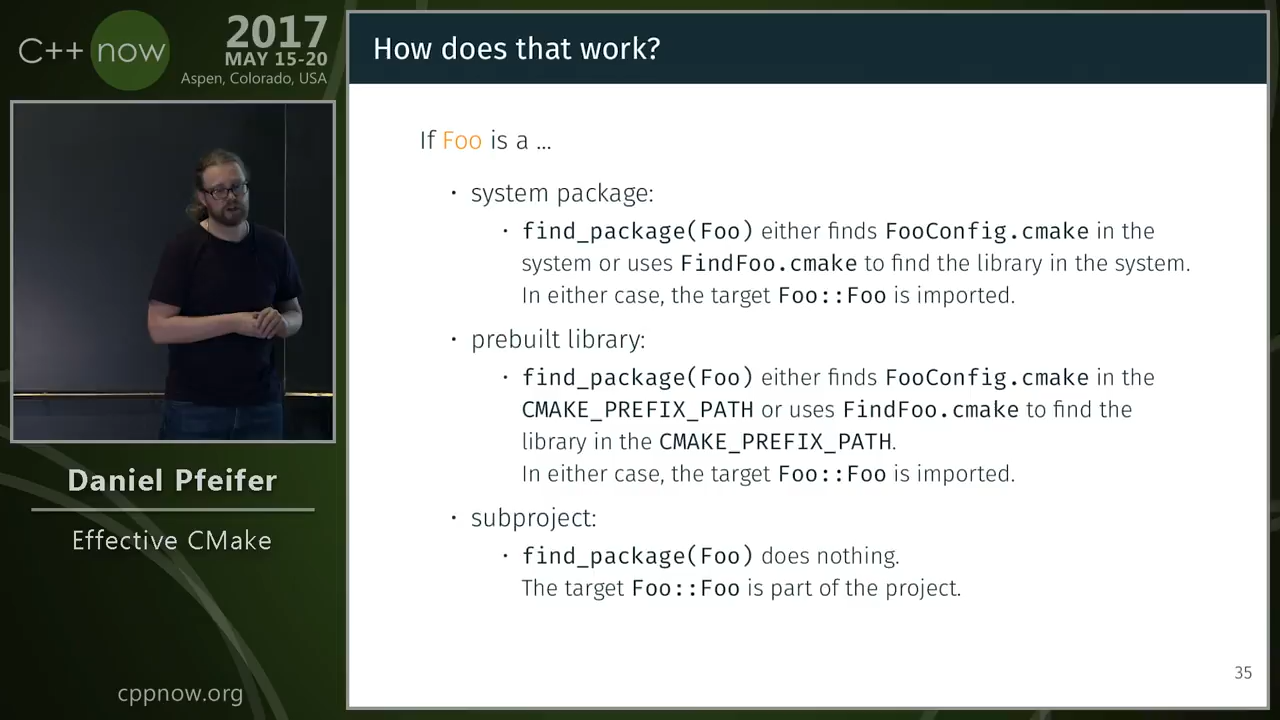 C++ now
2017
MAY 15-20
Aspen, Colorado, USA
Daniel Pfeifer
Effective CMake
cppnow.org
How does that work?
If Foo is a ...
· system package:
· find_package(Foo) either finds FooConfig.cmake in the
system or uses FindFoo.cmake to find the library in the system.
In either case, the target Foo::Foo is imported.
· prebuilt library:
· find_package(Foo) either finds FooConfig.cmake in the
CMAKE_PREFIX_PATH or uses FindFoo.cmake to find the
library in the CMAKE_PREFIX_PATH.
In either case, the target Foo::Foo is imported.
· subproject:
· find_package(Foo) does nothing.
The target Foo::Foo is part of the project.
35